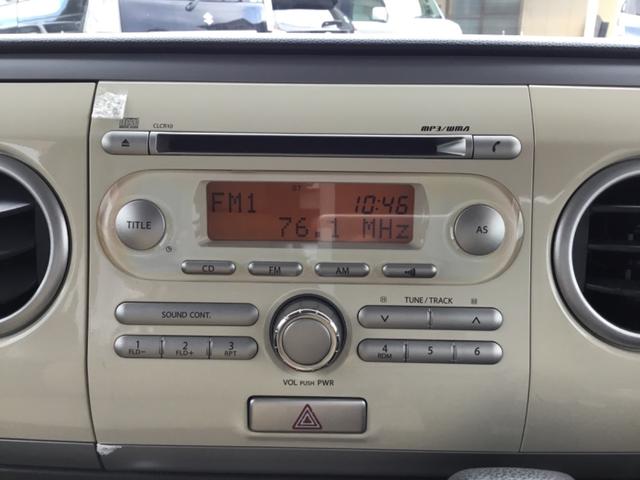 CLCR10
MP3/WMA
ST
FM1 10:46
76.1 MHz
TITLE
AS
CD FM AM
SOUND CONT.
TUNE/TRACK
1 2 3
FLD− FLD+ RPT
4 5 6
RDM
VOL PUSH PWR